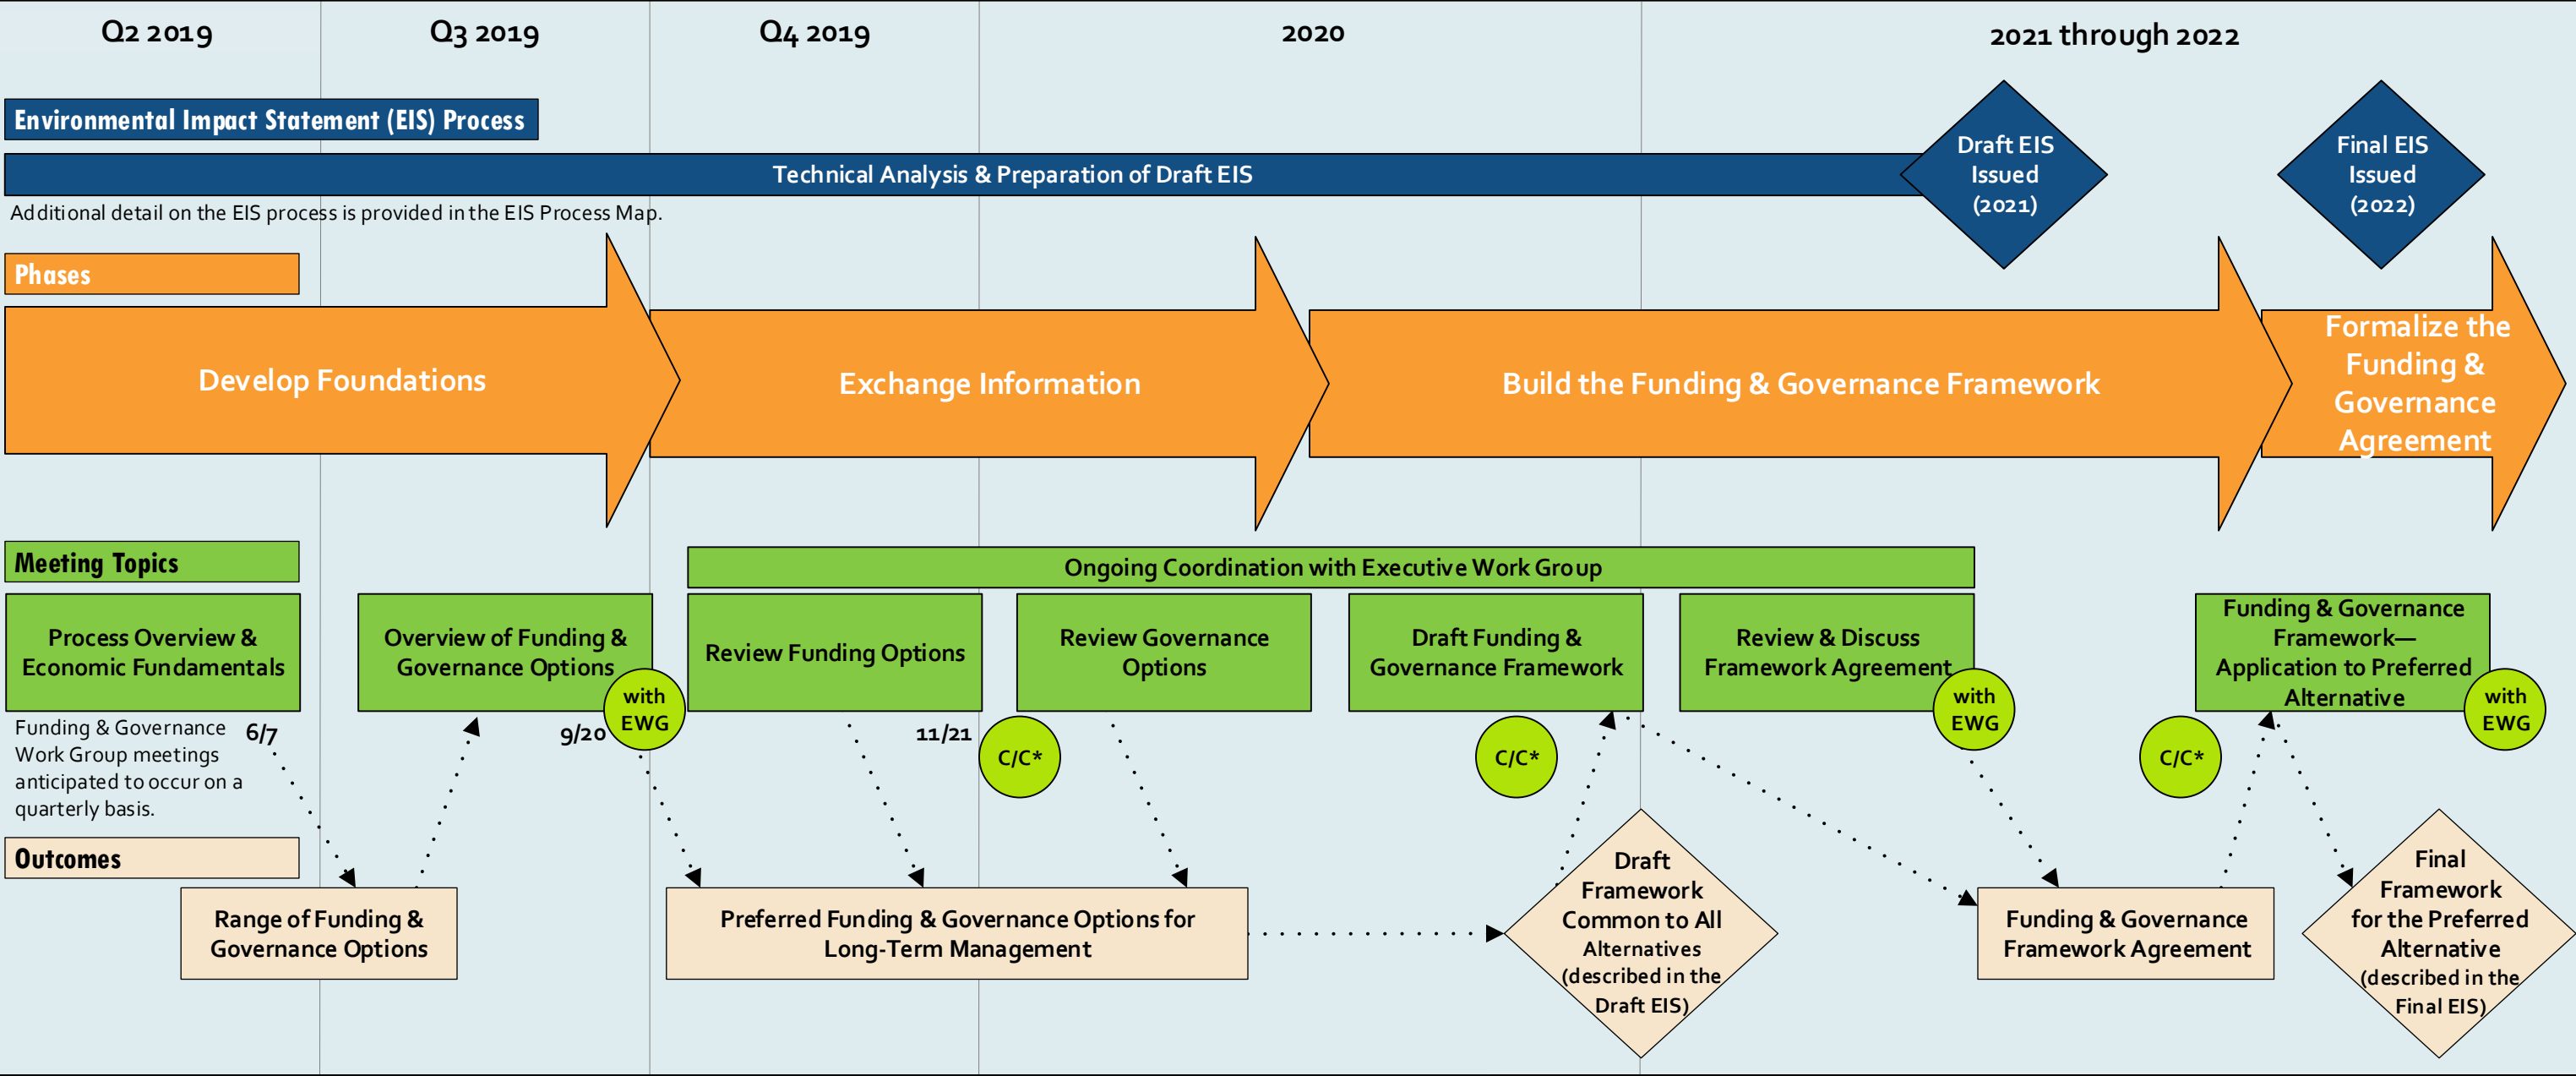 Q2 2019
Q3 2019
Q4 2019
2020
2021 through 2022
Environmental Impact Statement (EIS) Process
Technical Analysis & Preparation of Draft EIS
Draft EIS
Issued
(2021)
Final EIS
Issued
(2022)
Additional detail on the EIS process is provided in the EIS Process Map.
Phases
Develop Foundations
Exchange Information
Build the Funding & Governance Framework
Formalize the
Funding &
Governance
Agreement
Meeting Topics
Ongoing Coordination with Executive Work Group
Process Overview &
Economic Fundamentals
Overview of Funding &
Governance Options
with
EWG
Review Funding Options
Review Governance
Options
Draft Funding &
Governance Framework
Review & Discuss
Framework Agreement
with
EWG
Funding & Governance
Framework—
Application to Preferred
Alternative
with
EWG
Funding & Governance
Work Group meetings
anticipated to occur on a
quarterly basis.
6/7
9/20
11/21
C/C*
C/C*
C/C*
Outcomes
Range of Funding &
Governance Options
Preferred Funding & Governance Options for
Long-Term Management
Draft
Framework
Common to All
Alternatives
(described in the
Draft EIS)
Funding & Governance
Framework Agreement
Final
Framework
for the Preferred
Alternative
(described in the
Final EIS)